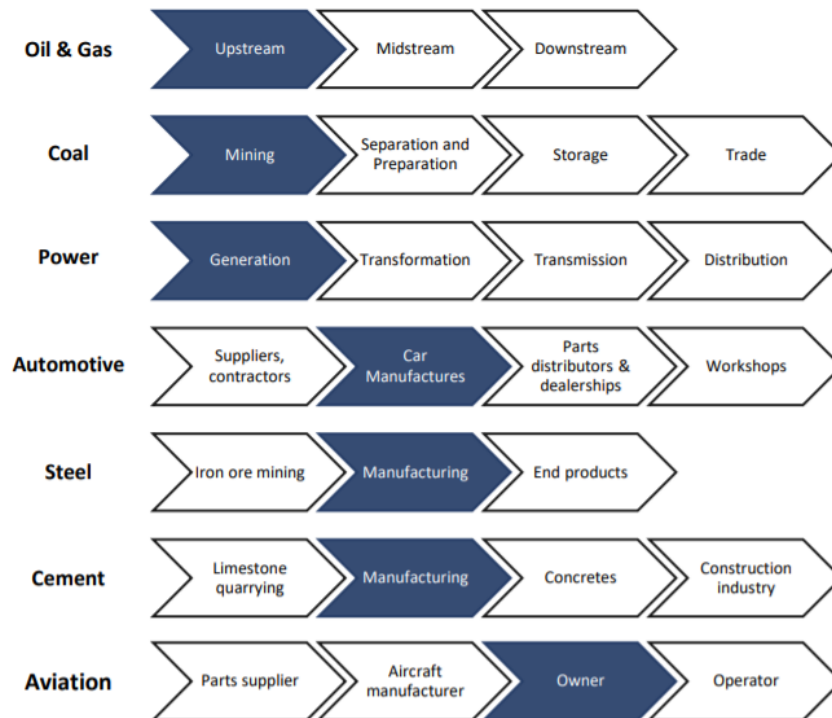 Oil & Gas
Upstream
Midstream
Downstream
Coal
Mining
Separation and
Preparation
Storage
Trade
Power
Generation
Transformation
Transmission
Distribution
Automotive
Suppliers,
contractors
Car
Manufactures
Parts
distributors &
dealerships
Workshops
Steel
Iron ore mining
Manufacturing
End products
Cement
Limestone
quarrying
Manufacturing
Concretes
Construction
industry
Aviation
Parts supplier
Aircraft
manufacturer
Owner
Operator